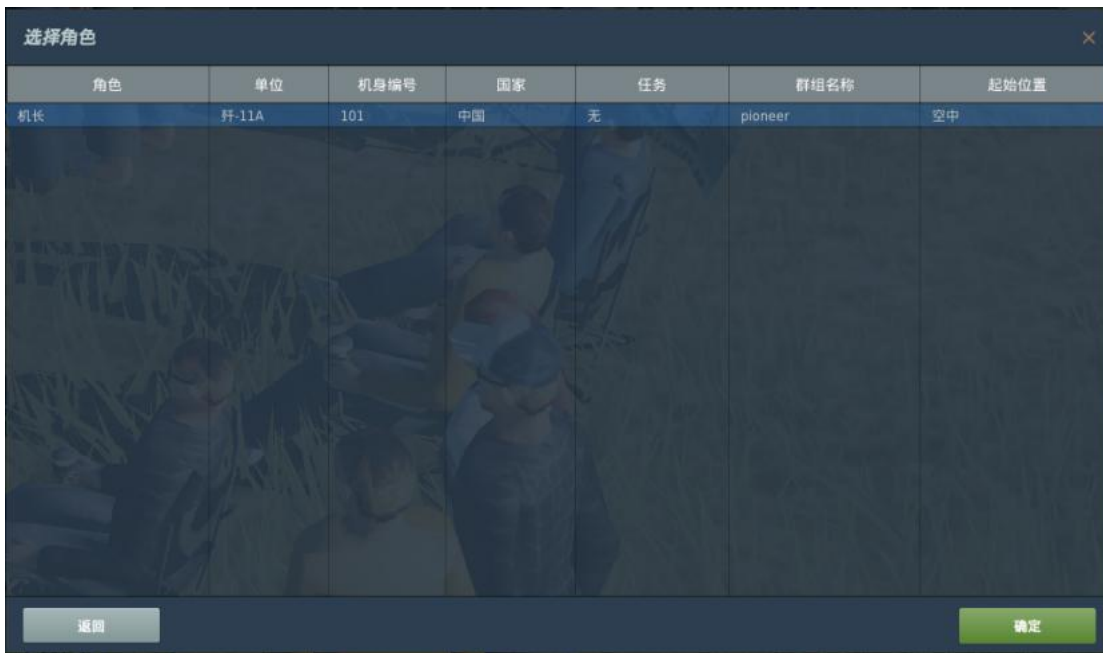 选择角色
角色 单位 机身编号 国家 任务 群组名称 起始位置
机长 歼-11A 101 中国 无 pioneer 空中
返回 确定